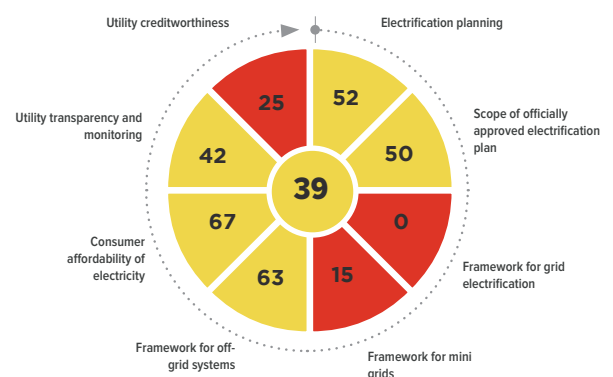 Utility creditworthiness
Electrification planning
25
52
Utility transparency and
monitoring
Scope of officially
approved electrification
plan
42
50
39
67
0
Consumer
affordability of
electricity
63
15
Framework for grid
electrification
Framework for off-
grid systems
Framework for mini
grids